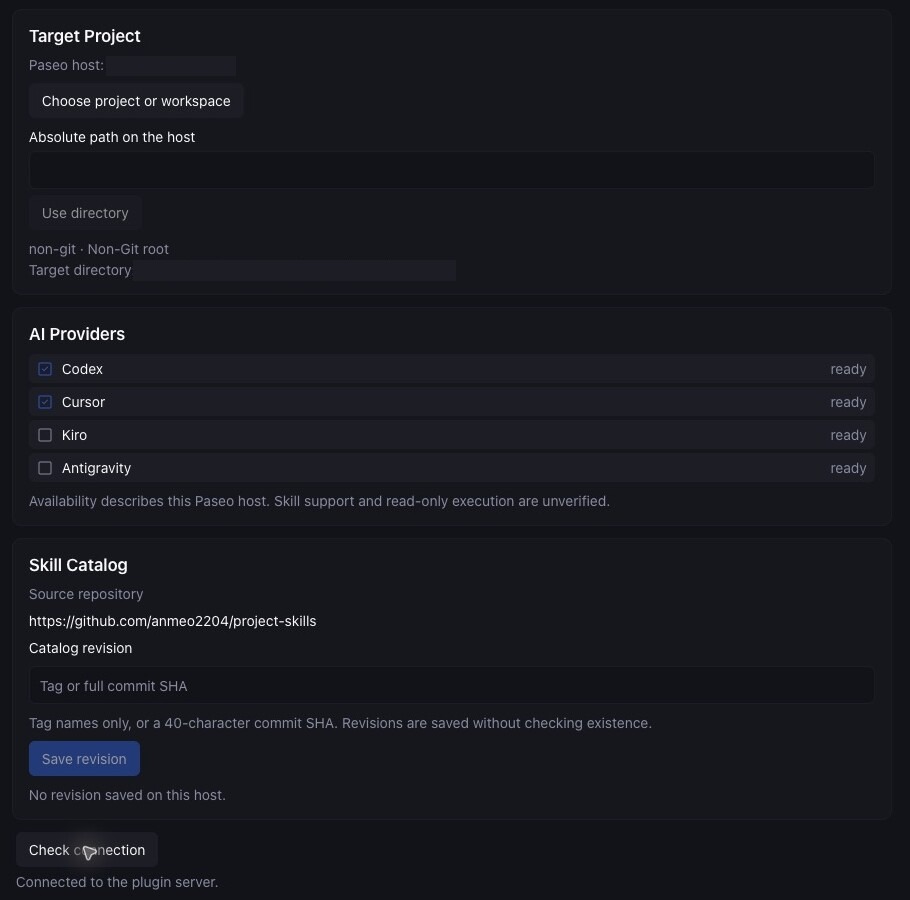 Target Project
Paseo host:
Choose project or workspace
Absolute path on the host
Use directory
non-git · Non-Git root
Target directory
AI Providers
Codex ready
Cursor ready
Kiro ready
Antigravity ready
Availability describes this Paseo host. Skill support and read-only execution are unverified.
Skill Catalog
Source repository
https://github.com/anmeo2204/project-skills
Catalog revision
Tag or full commit SHA
Tag names only, or a 40-character commit SHA. Revisions are saved without checking existence.
Save revision
No revision saved on this host.
Check connection
Connected to the plugin server.